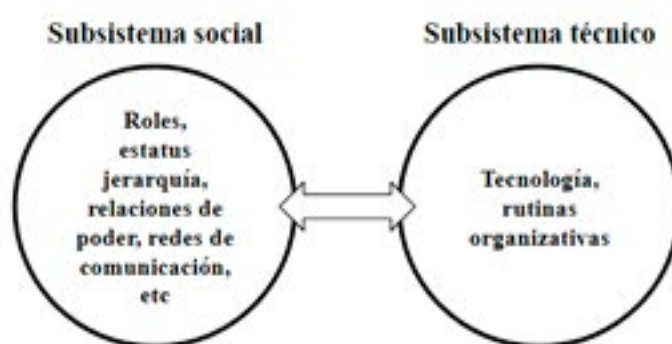 Subsistema social
Subsistema técnico
Roles,
estatus
jerarquía,
relaciones de
poder, redes de
comunicación,
etc
Tecnología,
rutinas
organizativas